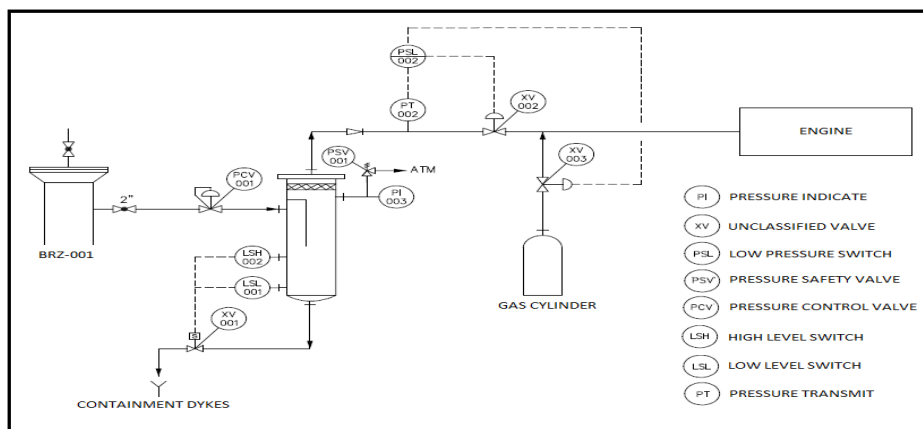 PSL
002
XV
002
PT
002
ENGINE
PSV
001
ATM
XV
003
PCV
001
PI
003
2"
PI PRESSURE INDICATE
XV UNCLASSIFIED VALVE
BRZ-001
LSH
002
PSL LOW PRESSURE SWITCH
PSV PRESSURE SAFETY VALVE
LSL
001
GAS CYLINDER
PCV PRESSURE CONTROL VALVE
XV
001
S
LSH HIGH LEVEL SWITCH
LSL LOW LEVEL SWITCH
PT PRESSURE TRANSMIT
CONTAINMENT DYKES